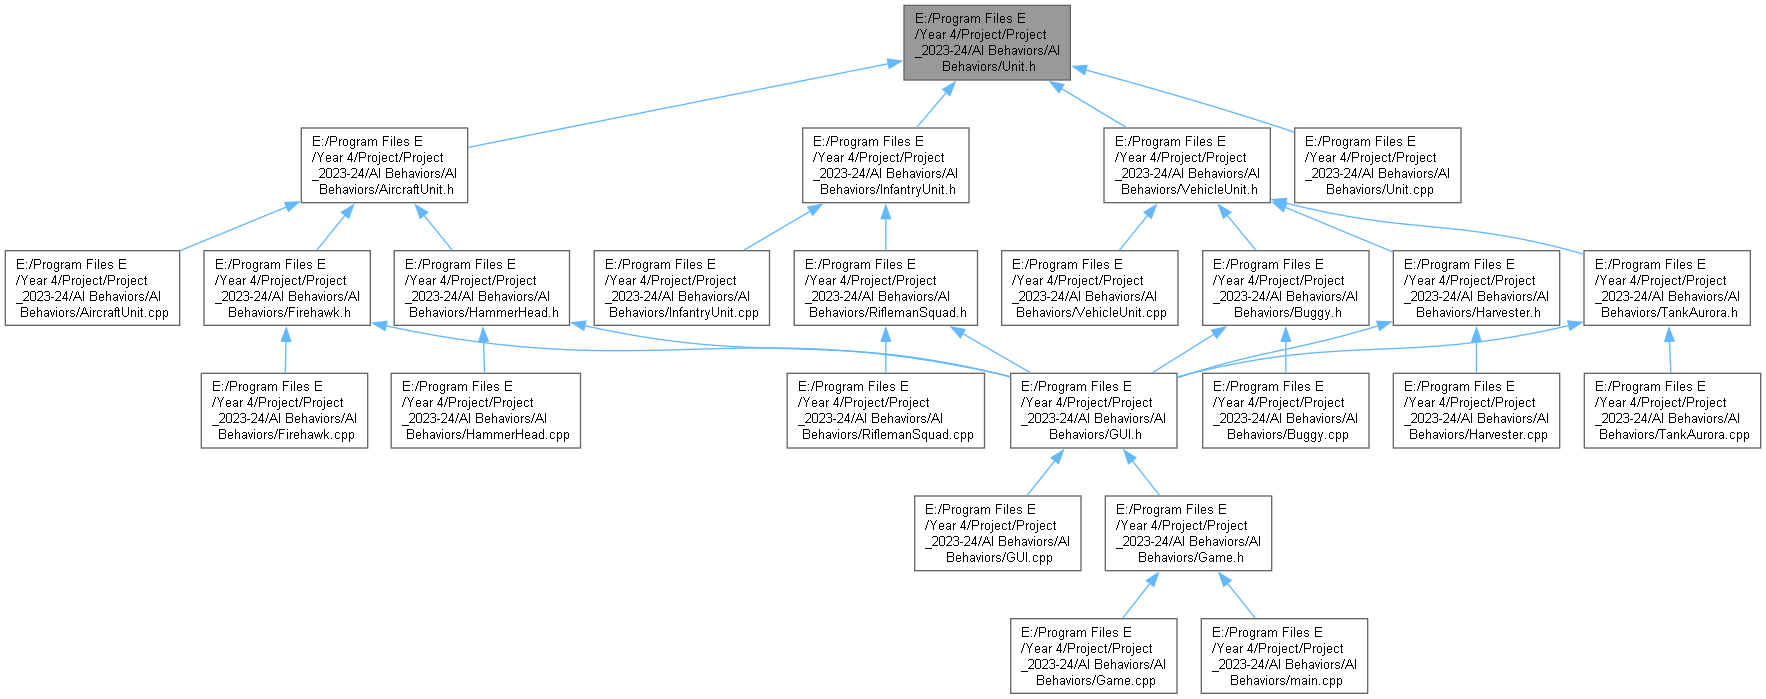 E:/Program Files E
/Year 4/Project/Project
_2023-24/AI Behaviors/AI
Behaviors/Unit.h
E:/Program Files E
/Year 4/Project/Project
_2023-24/AI Behaviors/AI
Behaviors/AircraftUnit.h
E:/Program Files E
/Year 4/Project/Project
_2023-24/AI Behaviors/AI
Behaviors/InfantryUnit.h
E:/Program Files E
/Year 4/Project/Project
_2023-24/AI Behaviors/AI
Behaviors/VehicleUnit.h
E:/Program Files E
/Year 4/Project/Project
_2023-24/AI Behaviors/AI
Behaviors/Unit.cpp
E:/Program Files E
/Year 4/Project/Project
_2023-24/AI Behaviors/AI
Behaviors/AircraftUnit.cpp
E:/Program Files E
/Year 4/Project/Project
_2023-24/AI Behaviors/AI
Behaviors/Firehawk.h
E:/Program Files E
/Year 4/Project/Project
_2023-24/AI Behaviors/AI
Behaviors/HammerHead.h
E:/Program Files E
/Year 4/Project/Project
_2023-24/AI Behaviors/AI
Behaviors/InfantryUnit.cpp
E:/Program Files E
/Year 4/Project/Project
_2023-24/AI Behaviors/AI
Behaviors/RiflemanSquad.h
E:/Program Files E
/Year 4/Project/Project
_2023-24/AI Behaviors/AI
Behaviors/VehicleUnit.cpp
E:/Program Files E
/Year 4/Project/Project
_2023-24/AI Behaviors/AI
Behaviors/Buggy.h
E:/Program Files E
/Year 4/Project/Project
_2023-24/AI Behaviors/AI
Behaviors/Harvester.h
E:/Program Files E
/Year 4/Project/Project
_2023-24/AI Behaviors/AI
Behaviors/TankAurora.h
E:/Program Files E
/Year 4/Project/Project
_2023-24/AI Behaviors/AI
Behaviors/Firehawk.cpp
E:/Program Files E
/Year 4/Project/Project
_2023-24/AI Behaviors/AI
Behaviors/HammerHead.cpp
E:/Program Files E
/Year 4/Project/Project
_2023-24/AI Behaviors/AI
Behaviors/RiflemanSquad.cpp
E:/Program Files E
/Year 4/Project/Project
_2023-24/AI Behaviors/AI
Behaviors/GUI.h
E:/Program Files E
/Year 4/Project/Project
_2023-24/AI Behaviors/AI
Behaviors/Buggy.cpp
E:/Program Files E
/Year 4/Project/Project
_2023-24/AI Behaviors/AI
Behaviors/Harvester.cpp
E:/Program Files E
/Year 4/Project/Project
_2023-24/AI Behaviors/AI
Behaviors/TankAurora.cpp
E:/Program Files E
/Year 4/Project/Project
_2023-24/AI Behaviors/AI
Behaviors/GUI.cpp
E:/Program Files E
/Year 4/Project/Project
_2023-24/AI Behaviors/AI
Behaviors/Game.h
E:/Program Files E
/Year 4/Project/Project
_2023-24/AI Behaviors/AI
Behaviors/Game.cpp
E:/Program Files E
/Year 4/Project/Project
_2023-24/AI Behaviors/AI
Behaviors/main.cpp